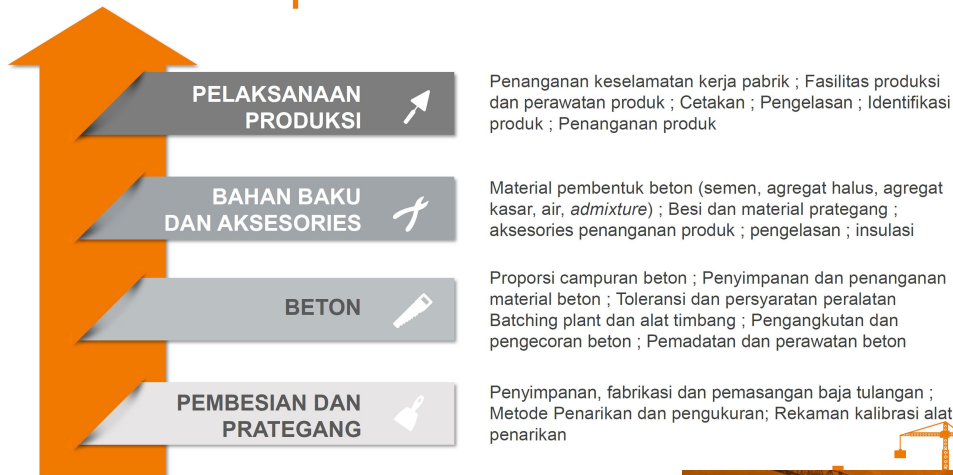 PELAKSANAAN
PRODUKSI
Penanganan keselamatan kerja pabrik ; Fasilitas produksi
dan perawatan produk ; Cetakan ; Pengelasan ; Identifikasi
produk ; Penanganan produk
BAHAN BAKU
DAN AKSESORIES
Material pembentuk beton (semen, agregat halus, agregat
kasar, air, admixture) ; Besi dan material prategang ;
aksesories penanganan produk ; pengelasan ; insulasi
BETON
Proporsi campuran beton ; Penyimpanan dan penanganan
material beton ; Toleransi dan persyaratan peralatan
Batching plant dan alat timbang ; Pengangkutan dan
pengecoran beton ; Pemadatan dan perawatan beton
PEMBESIAN DAN
PRATEGANG
Penyimpanan, fabrikasi dan pemasangan baja tulangan ;
Metode Penarikan dan pengukuran; Rekaman kalibrasi alat
penarikan